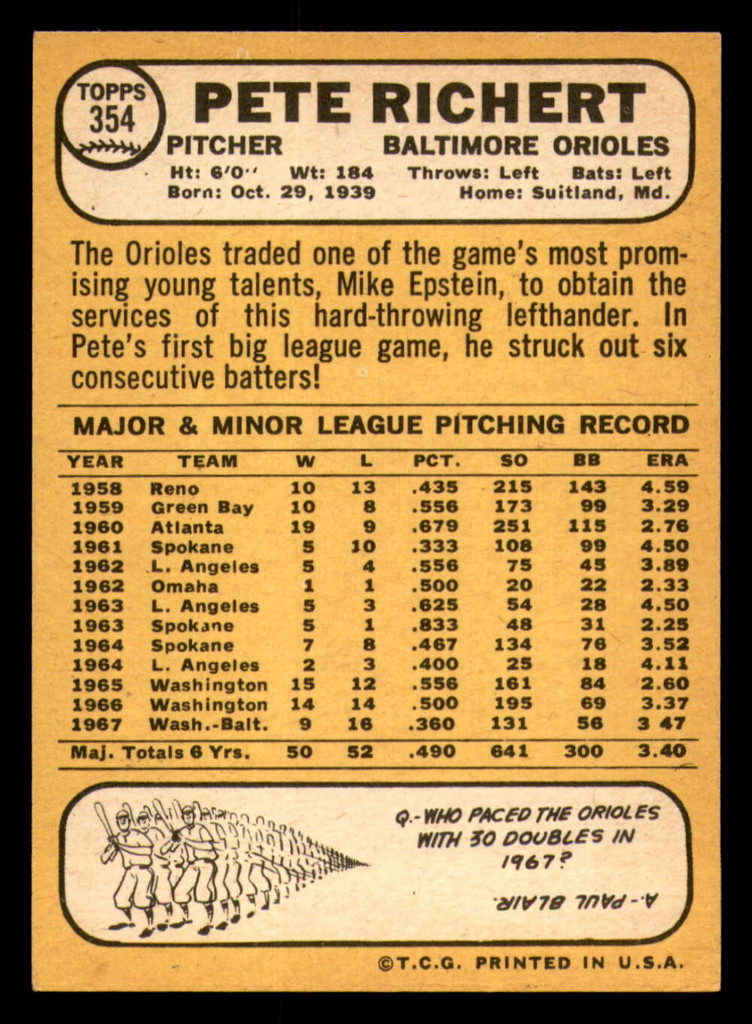 TOPPS
354
PETE RICHERT
PITCHER BALTIMORE ORIOLES
Ht: 6'0" Wt: 184 Throws: Left Bats: Left
Born: Oct. 29, 1939 Home: Suitland, Md.
The Orioles traded one of the game's most prom-
ising young talents, Mike Epstein, to obtain the
services of this hard-throwing lefthander. In
Pete's first big league game, he struck out six
consecutive batters!
MAJOR & MINOR LEAGUE PITCHING RECORD
YEAR TEAM W L PCT. SO BB ERA
1958 Reno 10 13 .435 215 143 4.59
1959 Green Bay 10 8 .556 173 99 3.29
1960 Atlanta 19 9 .679 251 115 2.76
1961 Spokane 5 10 .333 108 99 4.50
1962 L. Angeles 5 4 .556 75 45 3.89
1962 Omaha 1 1 .500 20 22 2.33
1963 L. Angeles 5 3 .625 54 28 4.50
1963 Spokane 5 1 .833 48 31 2.25
1964 Spokane 7 8 .467 134 76 3.52
1964 L. Angeles 2 3 .400 25 18 4.11
1965 Washington 15 12 .556 161 84 2.60
1966 Washington 14 14 .500 195 69 3.37
1967 Wash.-Balt. 9 16 .360 131 56 3 47
Maj. Totals 6 Yrs. 50 52 .490 641 300 3.40
Q.-WHO PACED THE ORIOLES
WITH 30 DOUBLES IN
1967?
A.-PAUL BLAIR.
©T.C.G. PRINTED IN U.S.A.